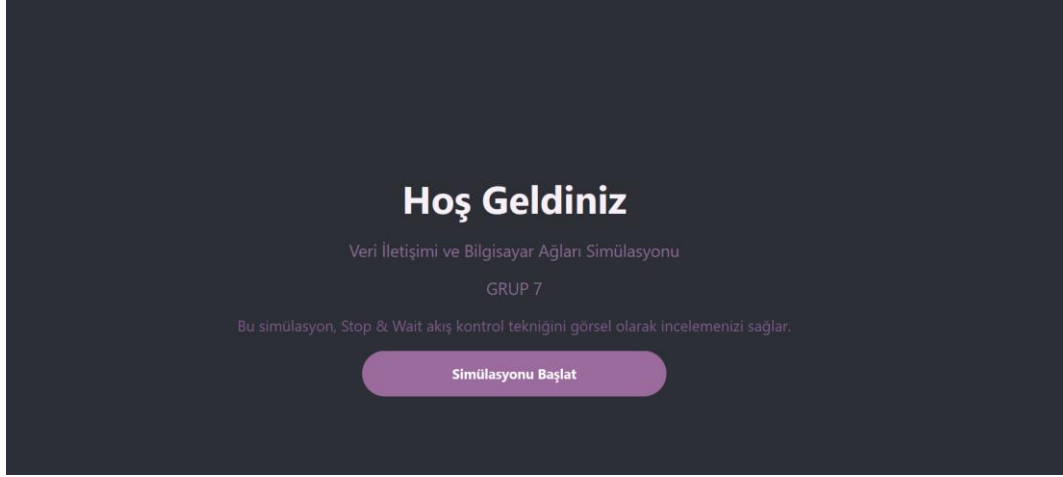 Hoş Geldiniz
Veri İletişimi ve Bilgisayar Ağları Simülasyonu
GRUP 7
Bu simülasyon, Stop & Wait akış kontrol tekniğini görsel olarak incelemenizi sağlar.
Simülasyonu Başlat